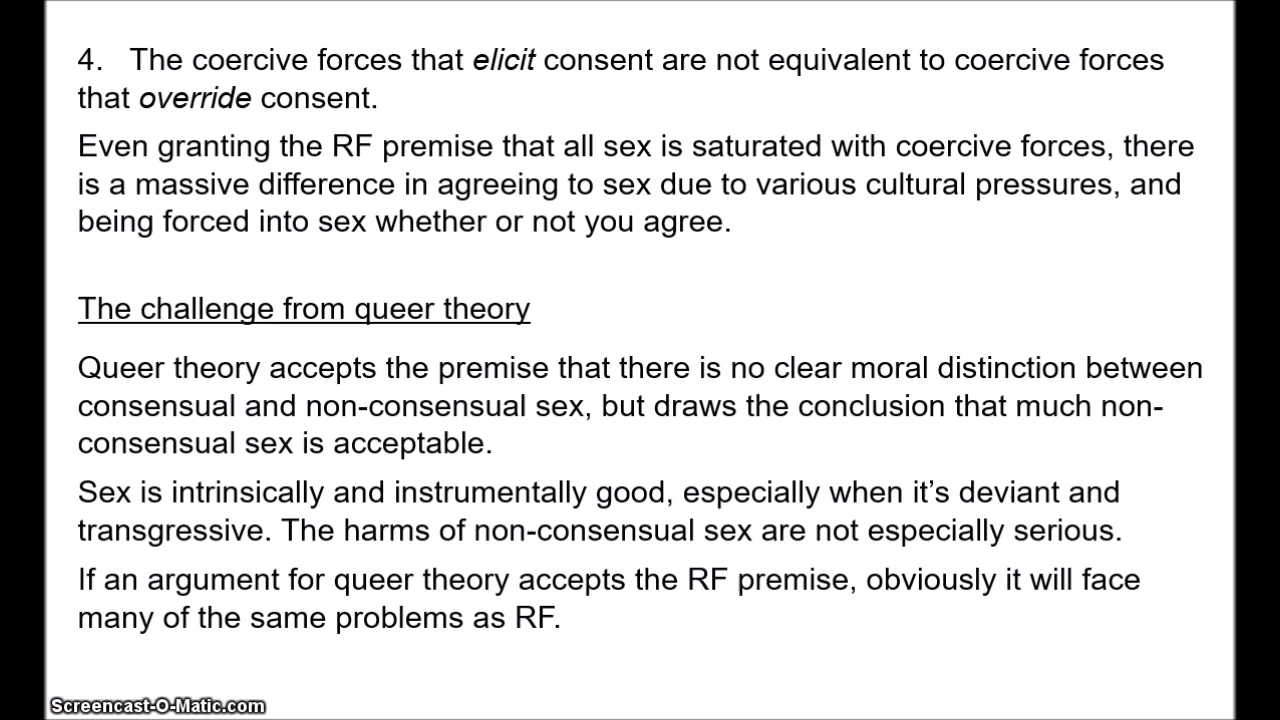 4. The coercive forces that elicit consent are not equivalent to coercive forces
that override consent.
Even granting the RF premise that all sex is saturated with coercive forces, there
is a massive difference in agreeing to sex due to various cultural pressures, and
being forced into sex whether or not you agree.
The challenge from queer theory
Queer theory accepts the premise that there is no clear moral distinction between
consensual and non-consensual sex, but draws the conclusion that much non-
consensual sex is acceptable.
Sex is intrinsically and instrumentally good, especially when it’s deviant and
transgressive. The harms of non-consensual sex are not especially serious.
If an argument for queer theory accepts the RF premise, obviously it will face
many of the same problems as RF.
Screencast-O-Matic.com